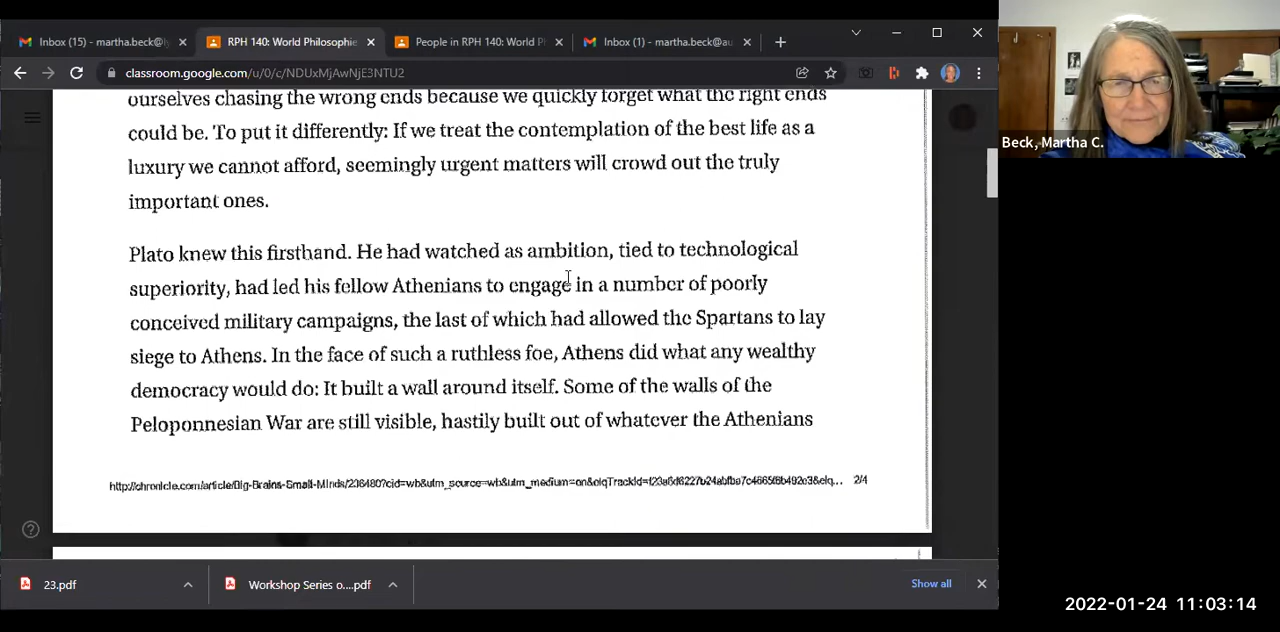 Inbox (15) - martha.beck@l
RPH 140: World Philosophie
People in RPH 140: World Pl
Inbox (1) - martha.beck@au
classroom.google.com/u/0/c/NDUxMjAwNjE3NTU2
ourselves chasing the wrong ends because we quickly forget what the right ends
could be. To put it differently: If we treat the contemplation of the best life as a
luxury we cannot afford, seemingly urgent matters will crowd out the truly
important ones.
Plato knew this firsthand. He had watched as ambition, tied to technological
superiority, had led his fellow Athenians to engage in a number of poorly
conceived military campaigns, the last of which had allowed the Spartans to lay
siege to Athens. In the face of such a ruthless foe, Athens did what any wealthy
democracy would do: It built a wall around itself. Some of the walls of the
Peloponnesian War are still visible, hastily built out of whatever the Athenians
2/4
23.pdf
Workshop Series o....pdf
Show all
Beck, Martha C.
2022-01-24 11:03:14